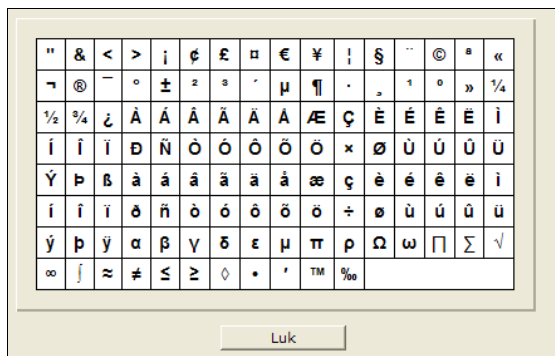 " & < > ¡ ¢ £ ¤ € ¥ ¦ § ¨ © ª «
¬ ® ¯ ° ± ² ³ ´ µ ¶ · ¸ ¹ º » ¼
½ ¾ ¿ À Á Â Ã Ä Å Æ Ç È É Ê Ë Ì
Í Î Ï Ð Ñ Ò Ó Ô Õ Ö × Ø Ù Ú Û Ü
Ý Þ ß à á â ã ä å æ ç è é ê ë ì
í î ï ð ñ ò ó ô õ ö ÷ ø ù ú û ü
ý þ ÿ α β γ δ ε μ π ρ Ω ω ∏ ∑ √
∞ ∫ ≈ ≠ ≤ ≥ ◊ • ′ ™ ‰
Luk